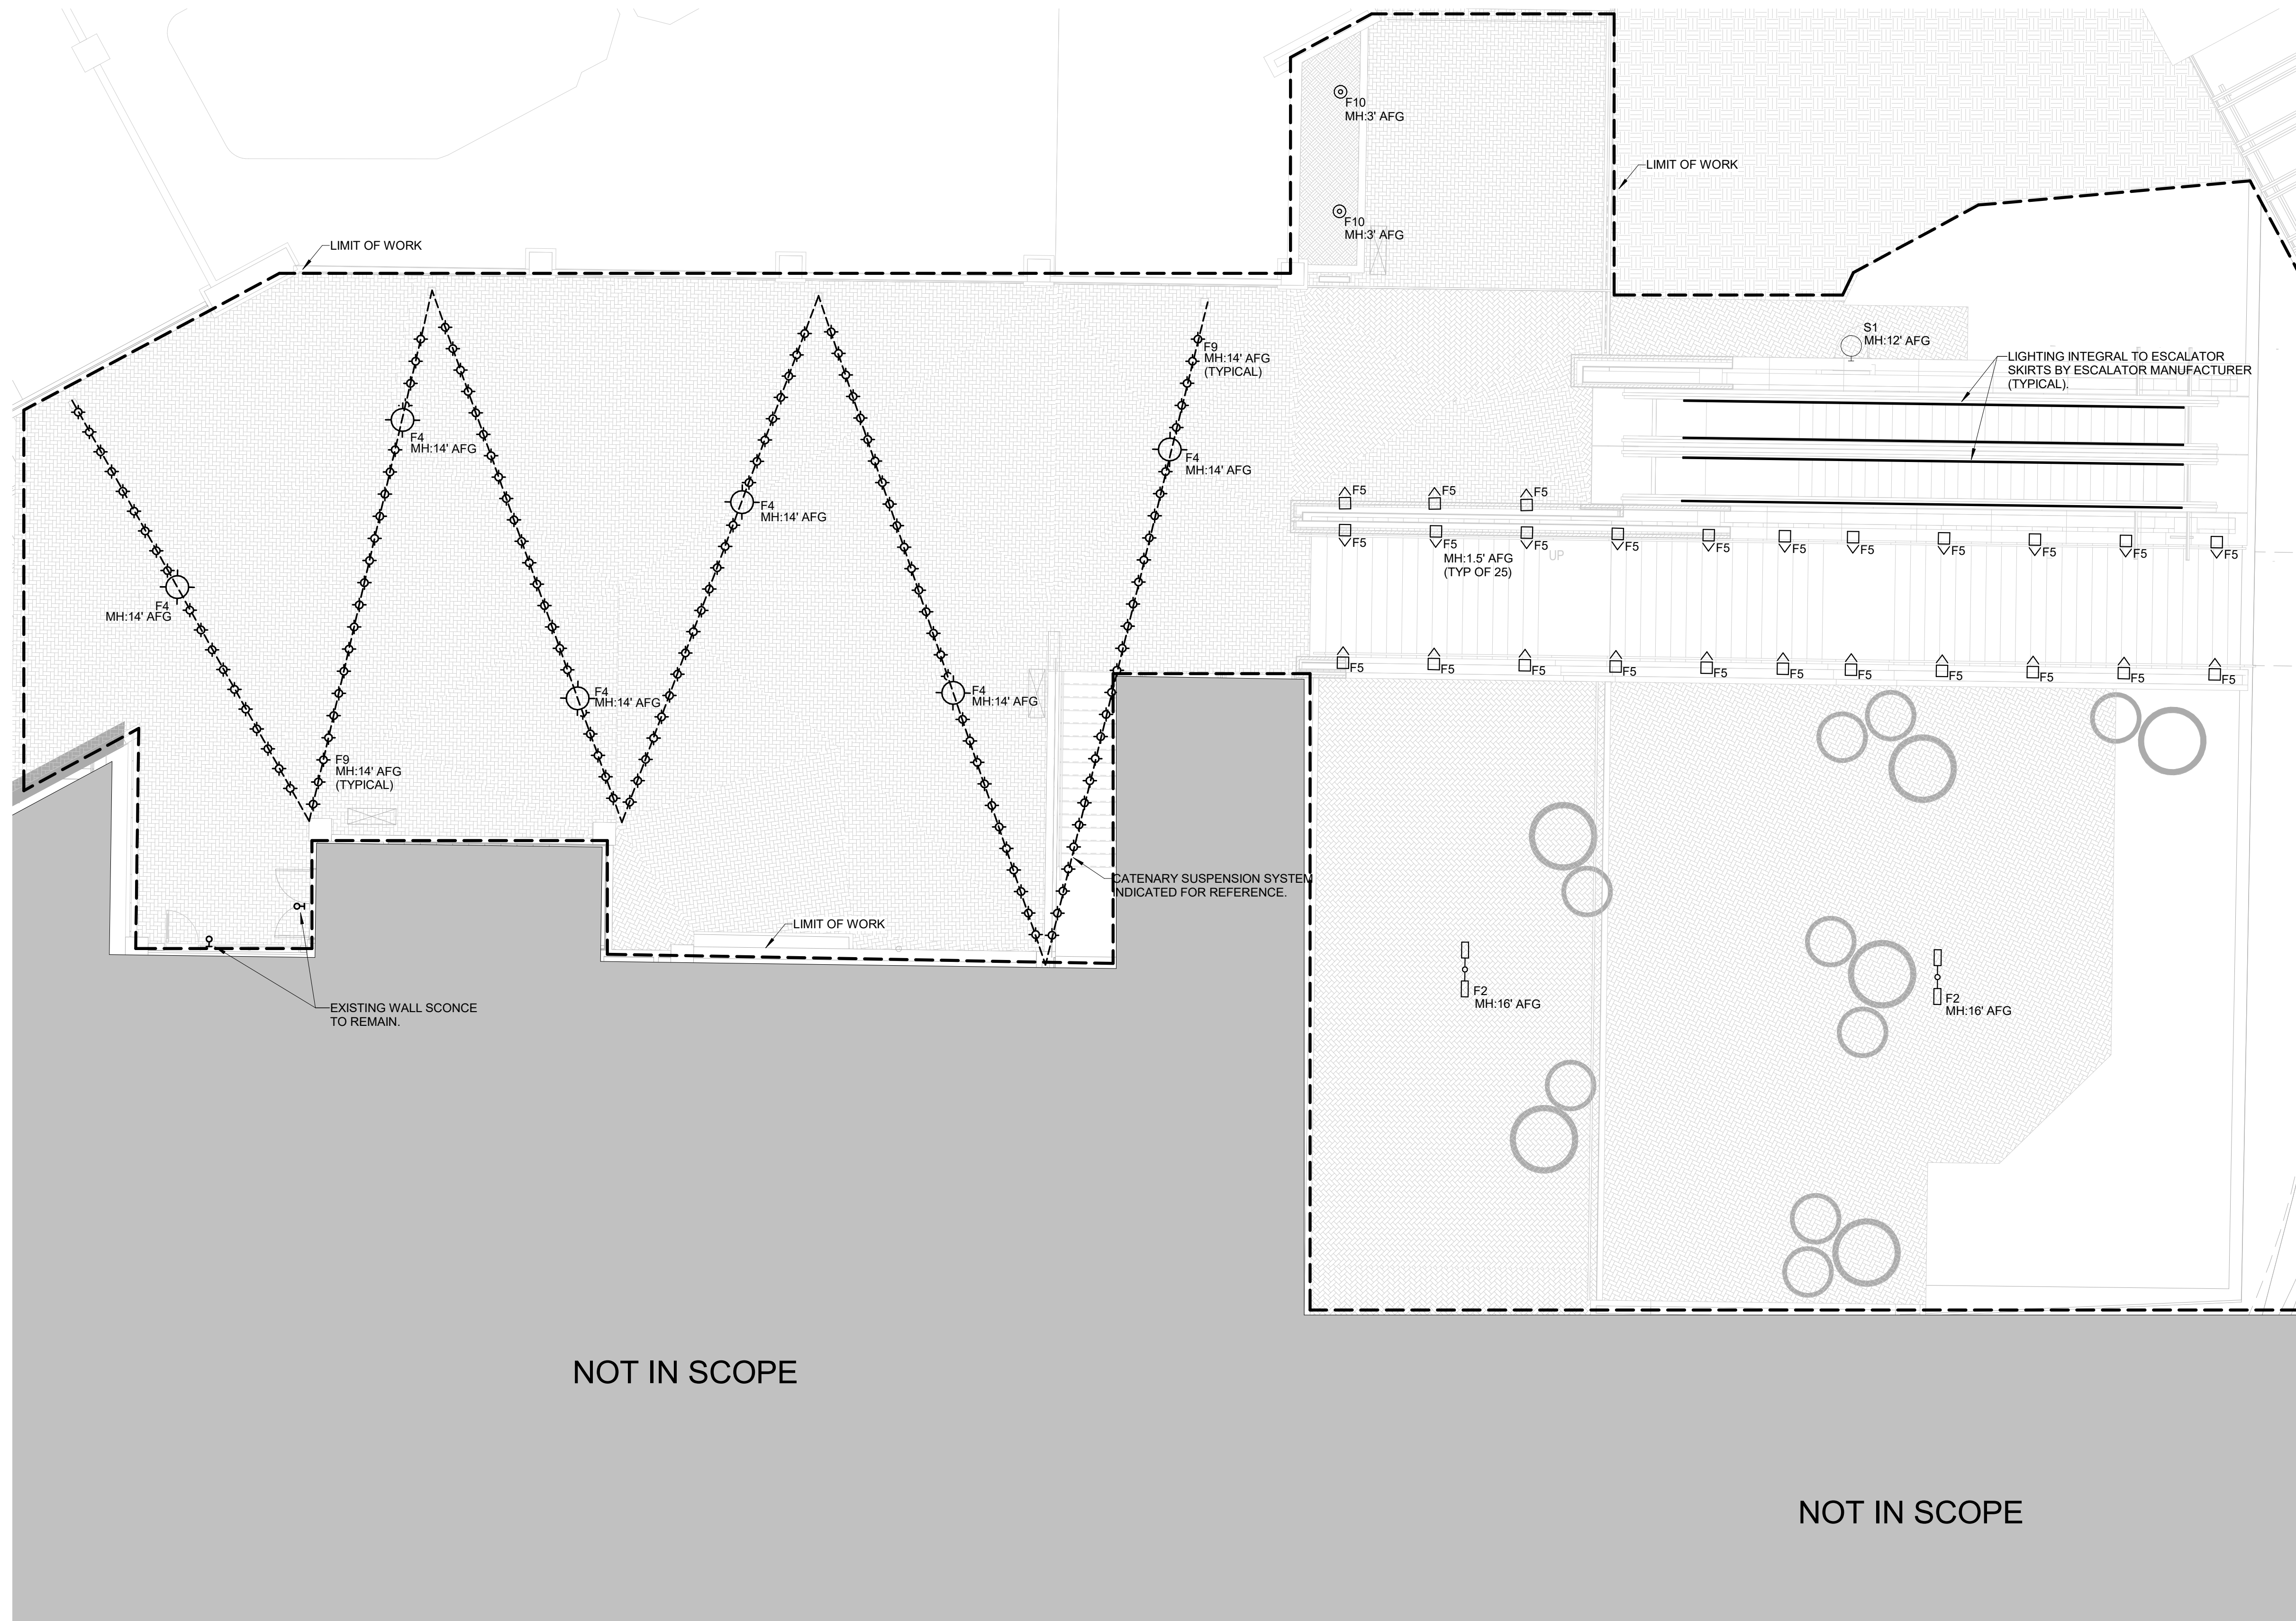 F10
MH:3' AFG
LIMIT OF WORK
F10
MH:3' AFG
LIMIT OF WORK
S1
MH:12' AFG
F9
MH:14' AFG
(TYPICAL)
LIGHTING INTEGRAL TO ESCALATOR
SKIRTS BY ESCALATOR MANUFACTURER
(TYPICAL).
F4
MH:14' AFG
F4
MH:14' AFG
F4
MH:14' AFG
F5
F5
F5
F5
F5
F5
F5
F5
F5
F5
F5
F5
F5
F5
MH:1.5' AFG
(TYP OF 25)
UP
F4
MH:14' AFG
F5
F5
F5
F5
F5
F5
F5
F5
F5
F5
F5
F4
MH:14' AFG
F4
MH:14' AFG
F9
MH:14' AFG
(TYPICAL)
CATENARY SUSPENSION SYSTEM
INDICATED FOR REFERENCE.
LIMIT OF WORK
F2
MH:16' AFG
F2
MH:16' AFG
EXISTING WALL SCONCE
TO REMAIN.
NOT IN SCOPE
NOT IN SCOPE